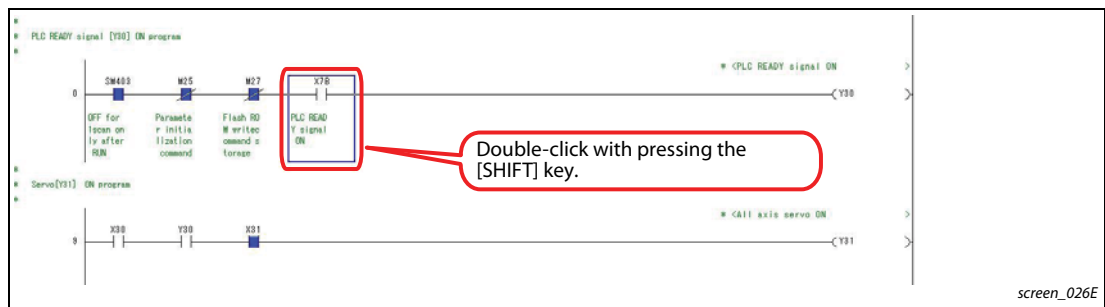 *
* PLC READY signal [Y30] ON program
*
* <PLC READY signal ON >
SM403 M25 M27 X7B
0 ( Y30 )
OFF for Paramete Flash RO PLC READ
1scan on r initia M writec Y signal
ly after lization ommand s ON
RUN command torage
Double-click with pressing the
[SHIFT] key.
*
* Servo[Y31] ON program
*
* <All axis servo ON >
X30 Y30 X31
9 ( Y31 )
screen_026E